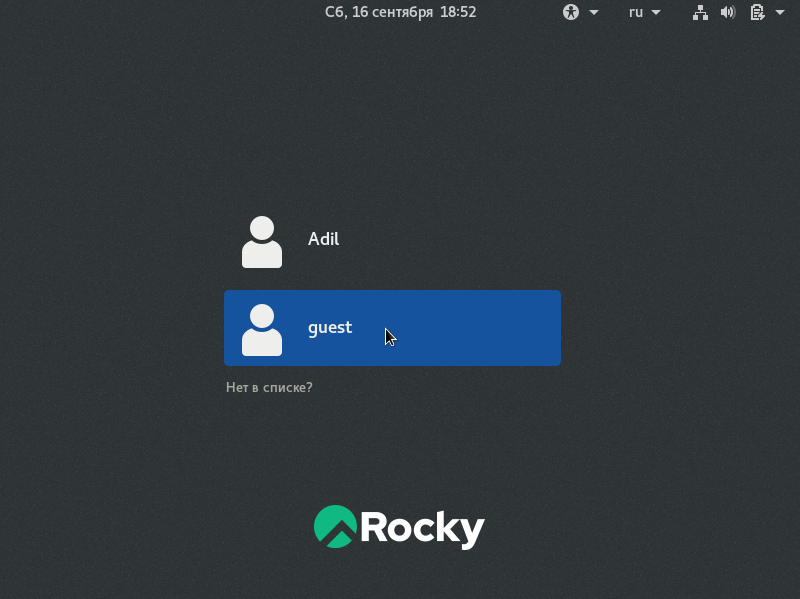 Сб, 16 сентября 18:52
ru
Adil
guest
Нет в списке?
Rocky